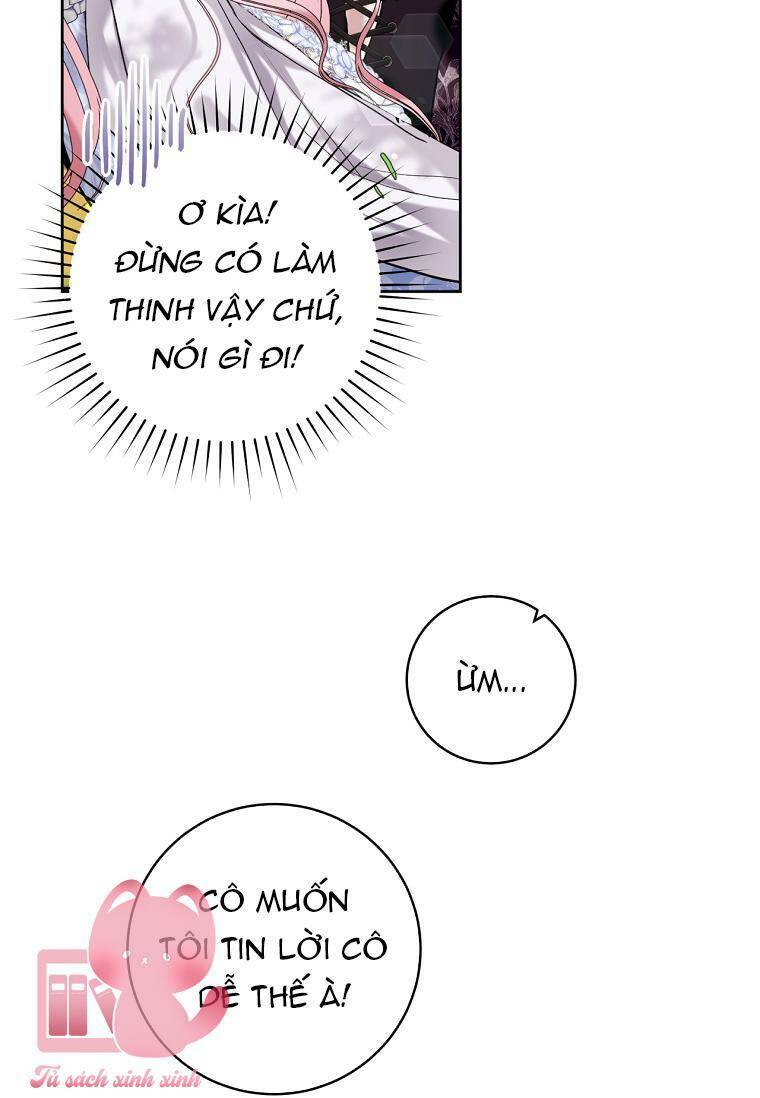 Ơ KÌA!
ĐỪNG CÓ LÀM
THINH VẬY CHỨ,
NÓI GÌ ĐI!
ỪM...
CÔ MUỐN
TÔI TIN LỜI CÔ
DỄ THẾ À!
Tủ sách xinh xinh